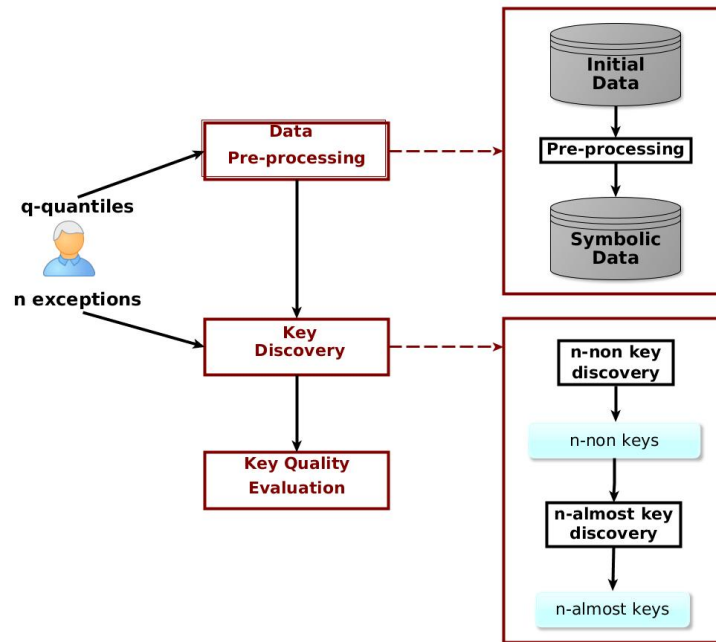 q-quantiles
n exceptions
Data
Pre-processing
Key
Discovery
Key Quality
Evaluation
Initial
Data
Pre-processing
Symbolic
Data
n-non key
discovery
n-non keys
n-almost key
discovery
n-almost keys